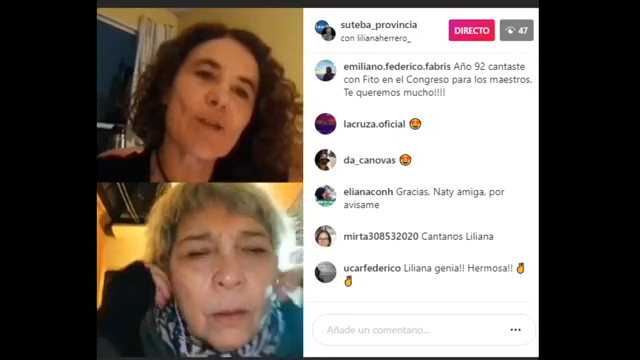 suteba_provincia
con lilianaherrero_
DIRECTO
47
emiliano.federico.fabris Año 92 cantaste
con Fito en el Congreso para los maestros.
Te queremos mucho!!!!
lacruza.oficial 🤩
da_canovas 🤩
elianaconh Gracias, Naty amiga, por
avisame
mirta308532020 Cantanos Liliana
ucarfederico Liliana genia!! Hermosa!! ✌
✌
Añade un comentario...